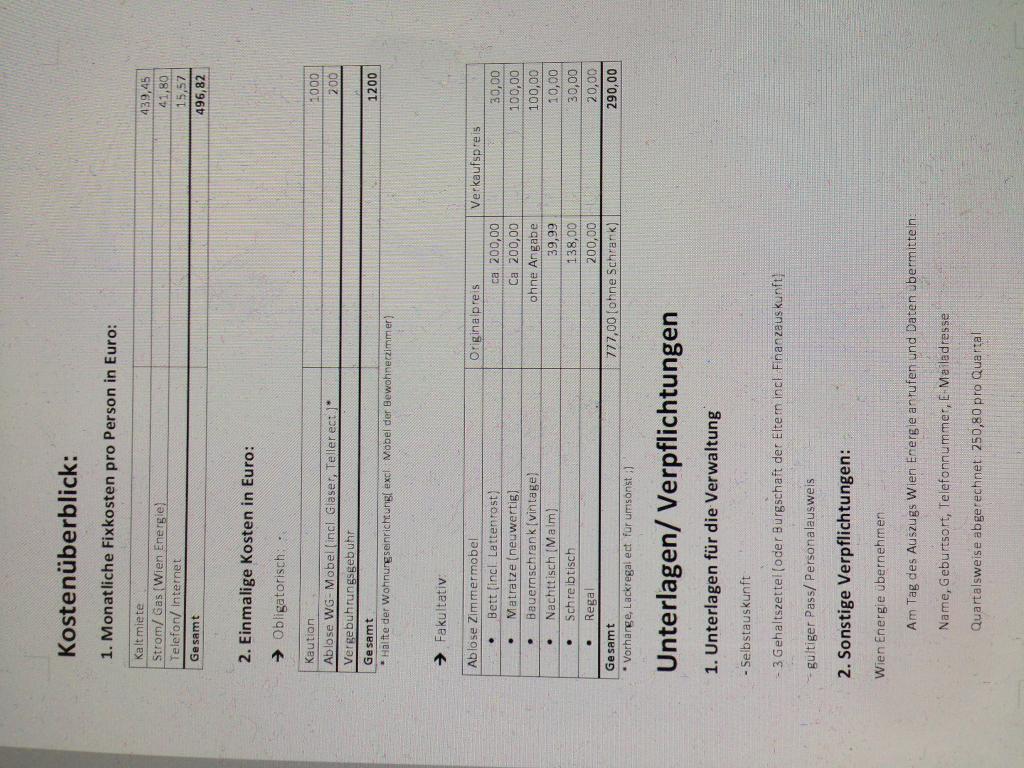 Kostenüberblick:
1. Monatliche Fixkosten pro Person in Euro:
Kaltmiete 439,45
Strom/ Gas (Wien Energie) 41,80
Telefon/ Internet 15,57
Gesamt 496,82
2. Einmalige Kosten in Euro:
→ Obligatorisch:
Kaution 1000
Ablöse WG- Möbel (incl. Gläser, Teller ect.)* 200
Vergebührungsgebühr
Gesamt 1200
* Hälfte der Wohnungseinrichtung( excl. Möbel der Bewohnerzimmer)
→ Fakultativ:
Ablöse Zimmermöbel Originalpreis Verkaufspreis
• Bett (incl. Lattenrost) ca. 200,00 30,00
• Matratze (neuwertig) Ca. 200,00 100,00
• Bauernschrank (vintage) ohne Angabe 100,00
• Nachttisch (Malm) 39,99 10,00
• Schreibtisch 138,00 30,00
• Regal 200,00 20,00
Gesamt 777,00 (ohne Schrank) 290,00
* Vorhänge, Lackregal ect. für umsonst :)
Unterlagen/ Verpflichtungen
1. Unterlagen für die Verwaltung
- Selbstauskunft
- 3 Gehaltszettel (oder Bürgschaft der Eltern incl. Finanzauskunft)
- gültiger Pass/ Personalausweis
2. Sonstige Verpflichtungen:
Wien Energie übernehmen
Am Tag des Auszugs Wien Energie anrufen und Daten übermitteln:
Name, Geburtsort, Telefonnummer, E-Mailadresse
Quartalsweise abgerechnet: 250,80 pro Quartal